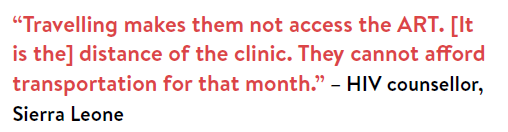 “Travelling makes them not access the ART. [It
is the] distance of the clinic. They cannot afford
transportation for that month.” – HIV counsellor,
Sierra Leone